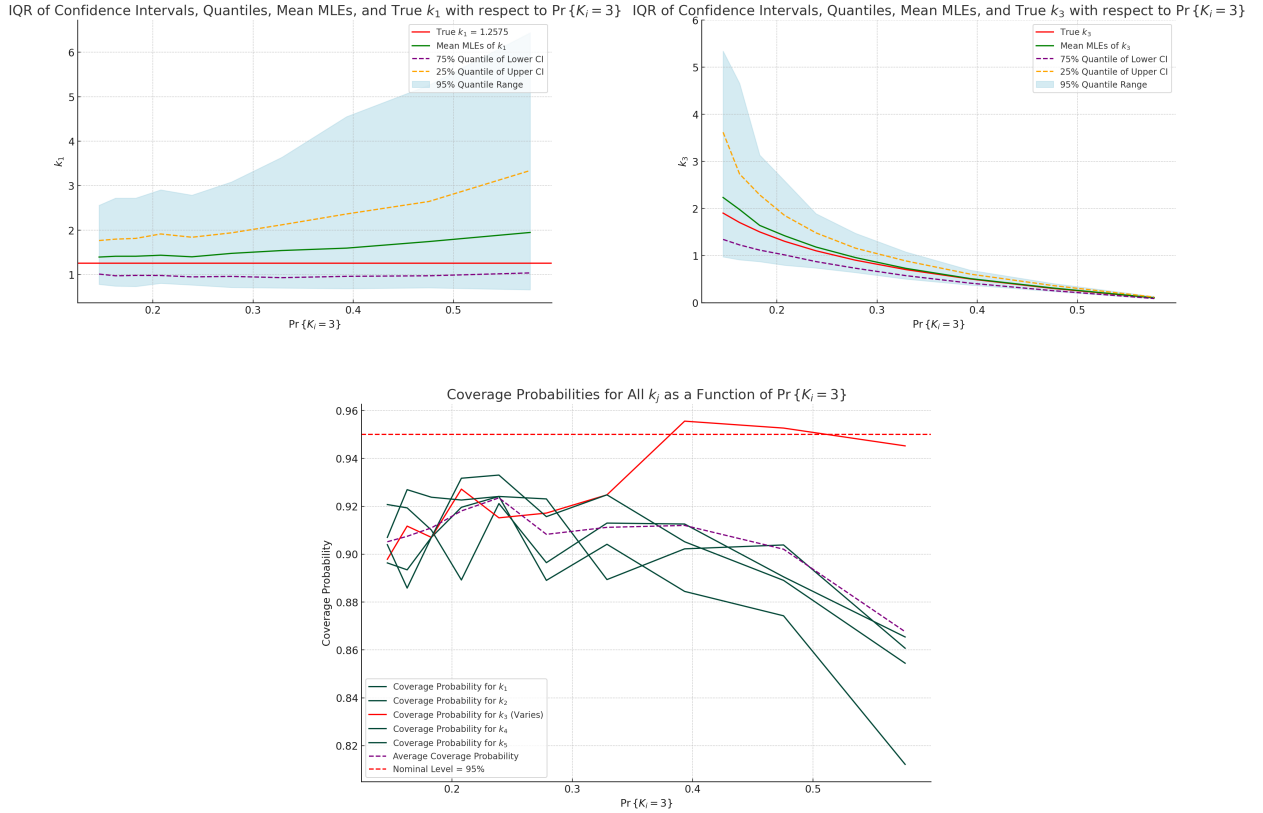 IQR of Confidence Intervals, Quantiles, Mean MLEs, and True k₁ with respect to Pr {Kᵢ = 3}
6
5
4
3
2
1
k₁
0.2 0.3 0.4 0.5
Pr {Kᵢ = 3}
True k₁ = 1.2575
Mean MLEs of k₁
75% Quantile of Lower CI
25% Quantile of Upper CI
95% Quantile Range
IQR of Confidence Intervals, Quantiles, Mean MLEs, and True k₃ with respect to Pr {Kᵢ = 3}
6
5
4
3
2
1
0
k₃
0.2 0.3 0.4 0.5
Pr {Kᵢ = 3}
True k₃
Mean MLEs of k₃
75% Quantile of Lower CI
25% Quantile of Upper CI
95% Quantile Range
Coverage Probabilities for All kⱼ as a Function of Pr {Kᵢ = 3}
0.96
0.94
0.92
0.90
0.88
0.86
0.84
0.82
Coverage Probability
0.2 0.3 0.4 0.5
Pr {Kᵢ = 3}
Coverage Probability for k₁
Coverage Probability for k₂
Coverage Probability for k₃ (Varies)
Coverage Probability for k₄
Coverage Probability for k₅
Average Coverage Probability
Nominal Level = 95%